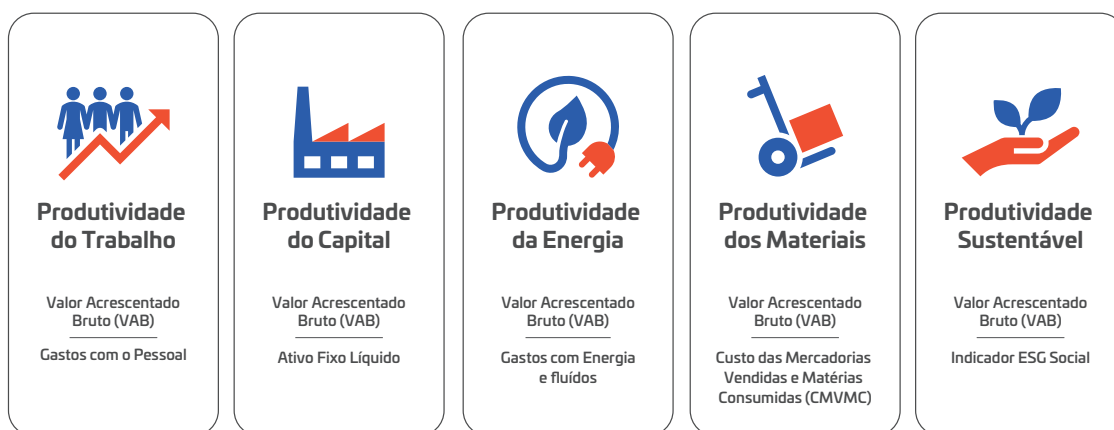 Produtividade
do Trabalho
Valor Acrescentado
Bruto (VAB)
Gastos com o Pessoal
Produtividade
do Capital
Valor Acrescentado
Bruto (VAB)
Ativo Fixo Líquido
Produtividade
da Energia
Valor Acrescentado
Bruto (VAB)
Gastos com Energia
e fluídos
Produtividade
dos Materiais
Valor Acrescentado
Bruto (VAB)
Custo das Mercadorias
Vendidas e Matérias
Consumidas (CMVMC)
Produtividade
Sustentável
Valor Acrescentado
Bruto (VAB)
Indicador ESG Social